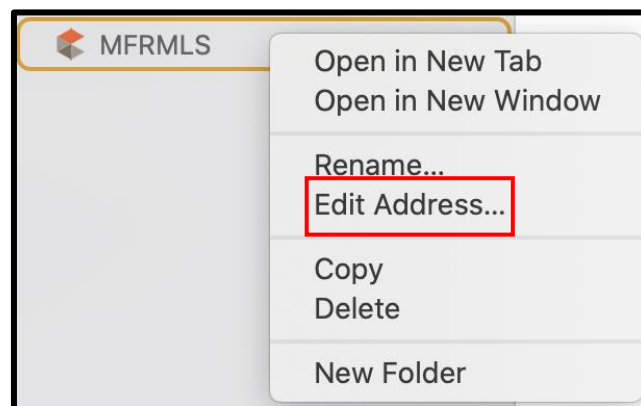 MFRMLS
Open in New Tab
Open in New Window
Rename...
Edit Address...
Copy
Delete
New Folder